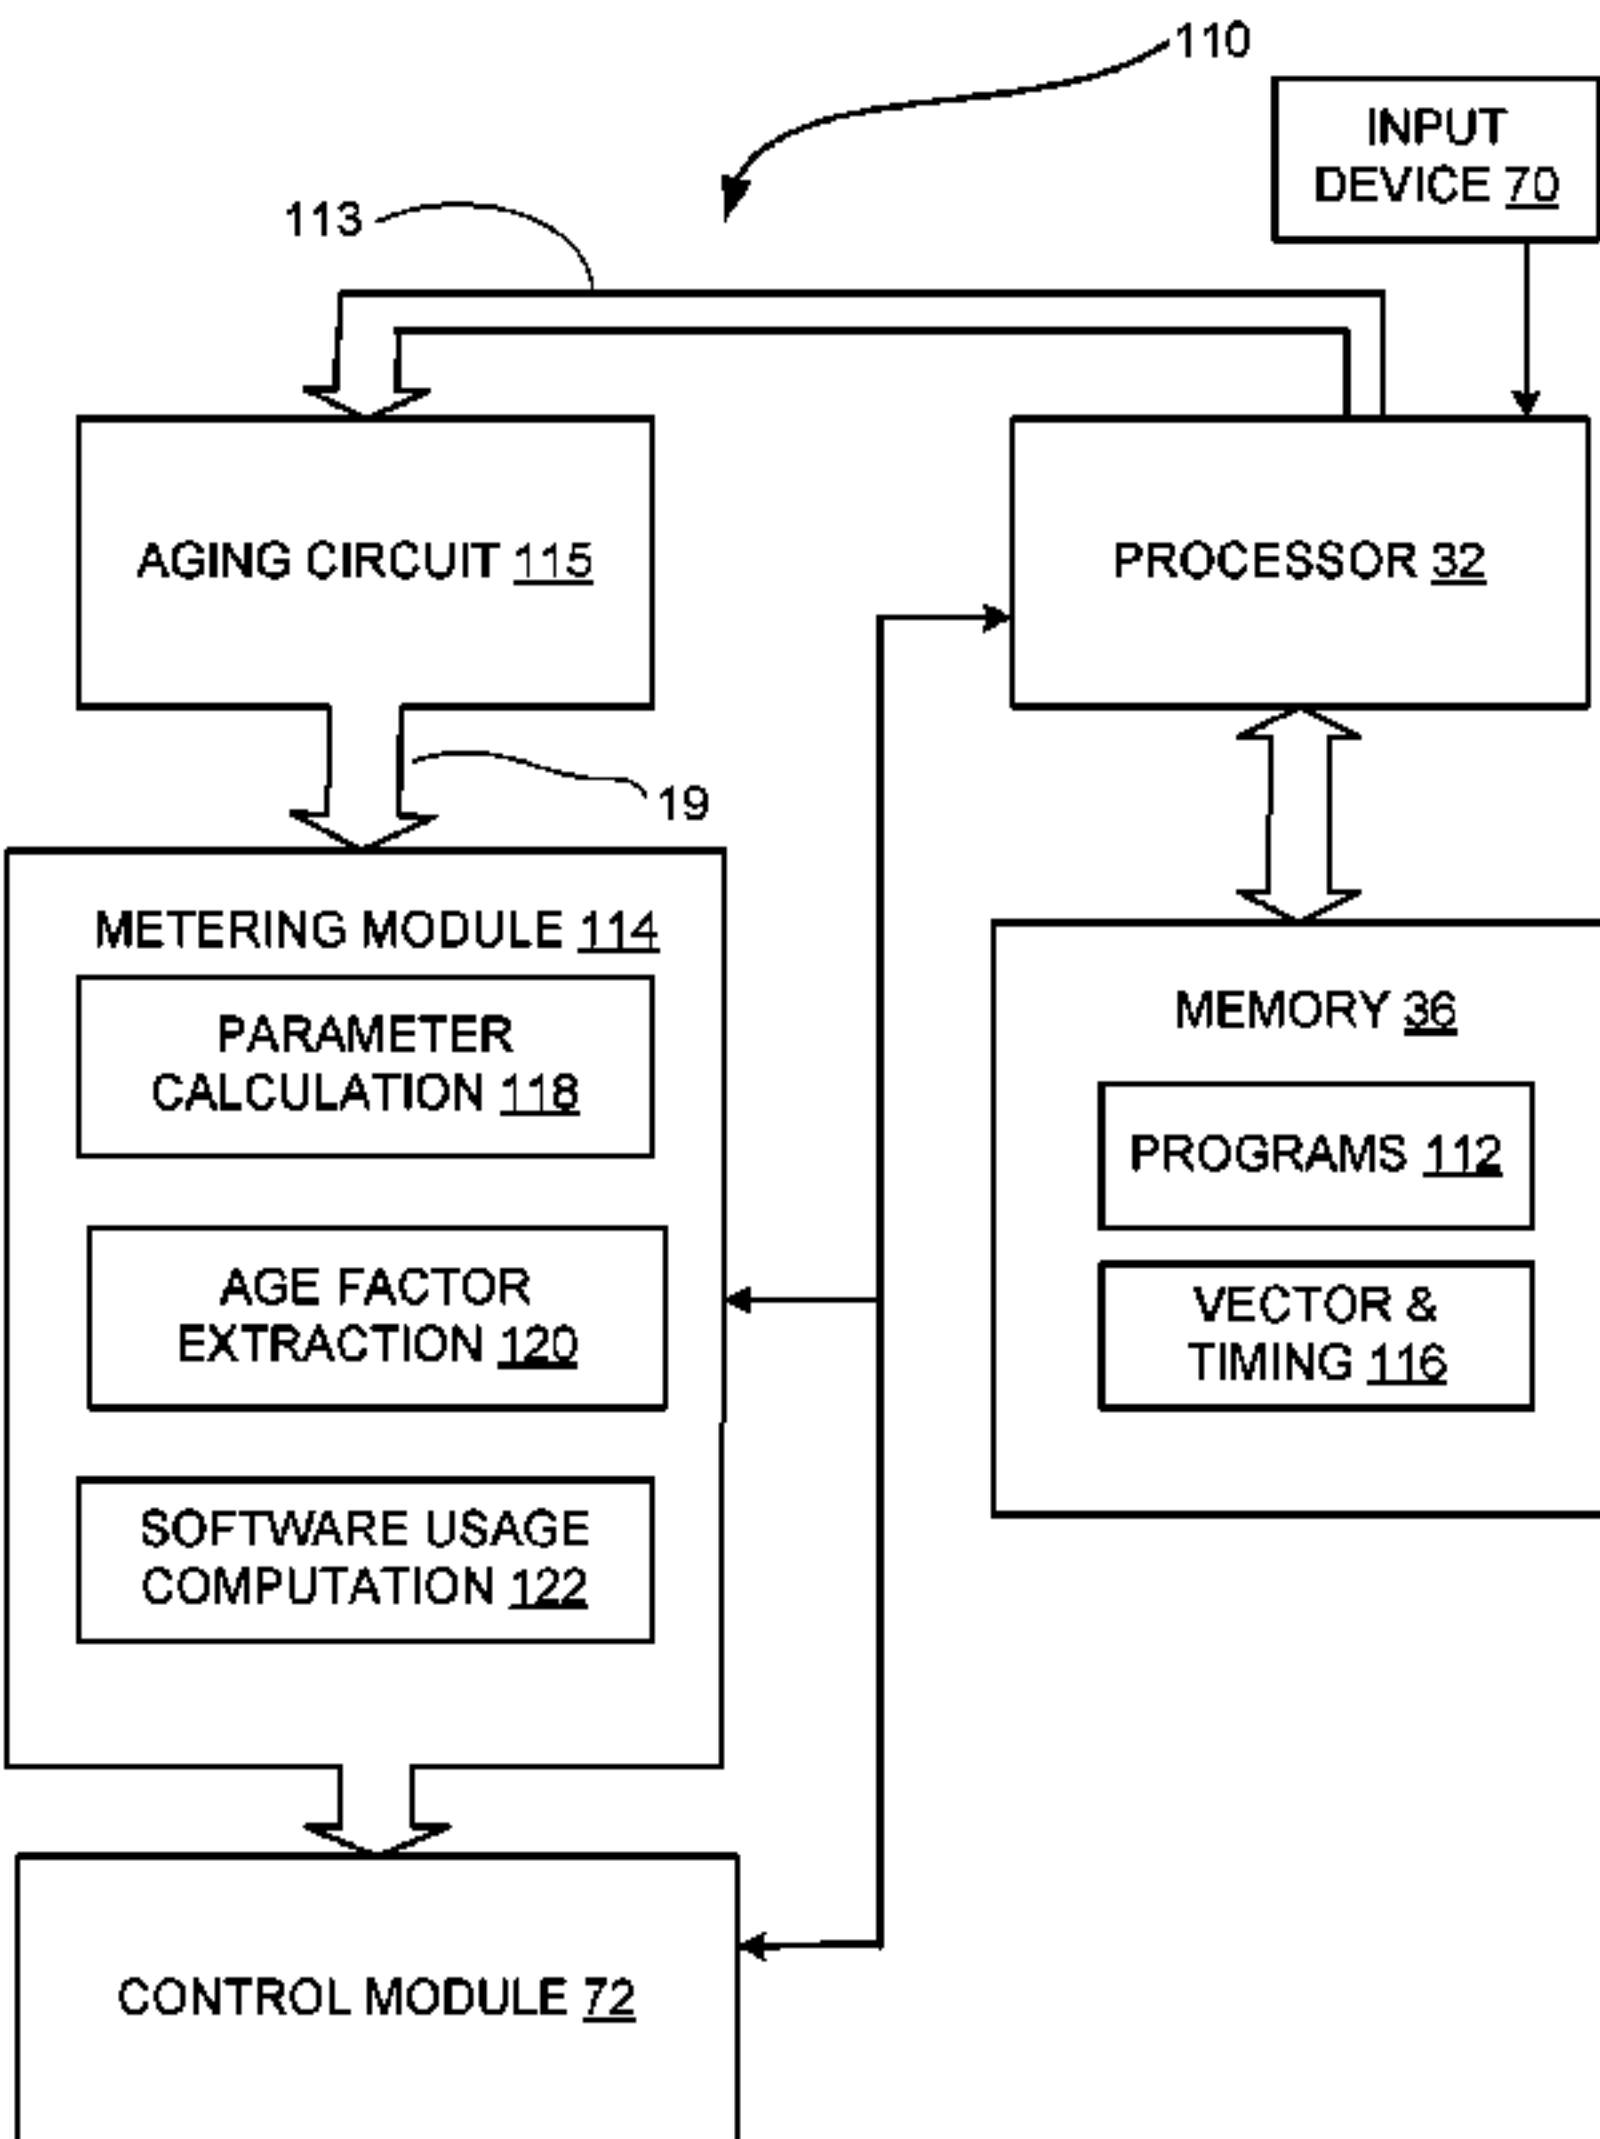 110
INPUT
DEVICE 70
113
AGING CIRCUIT 115
PROCESSOR 32
19
METERING MODULE 114
PARAMETER
CALCULATION 118
AGE FACTOR
EXTRACTION 120
SOFTWARE USAGE
COMPUTATION 122
MEMORY 36
PROGRAMS 112
VECTOR &
TIMING 116
CONTROL MODULE 72